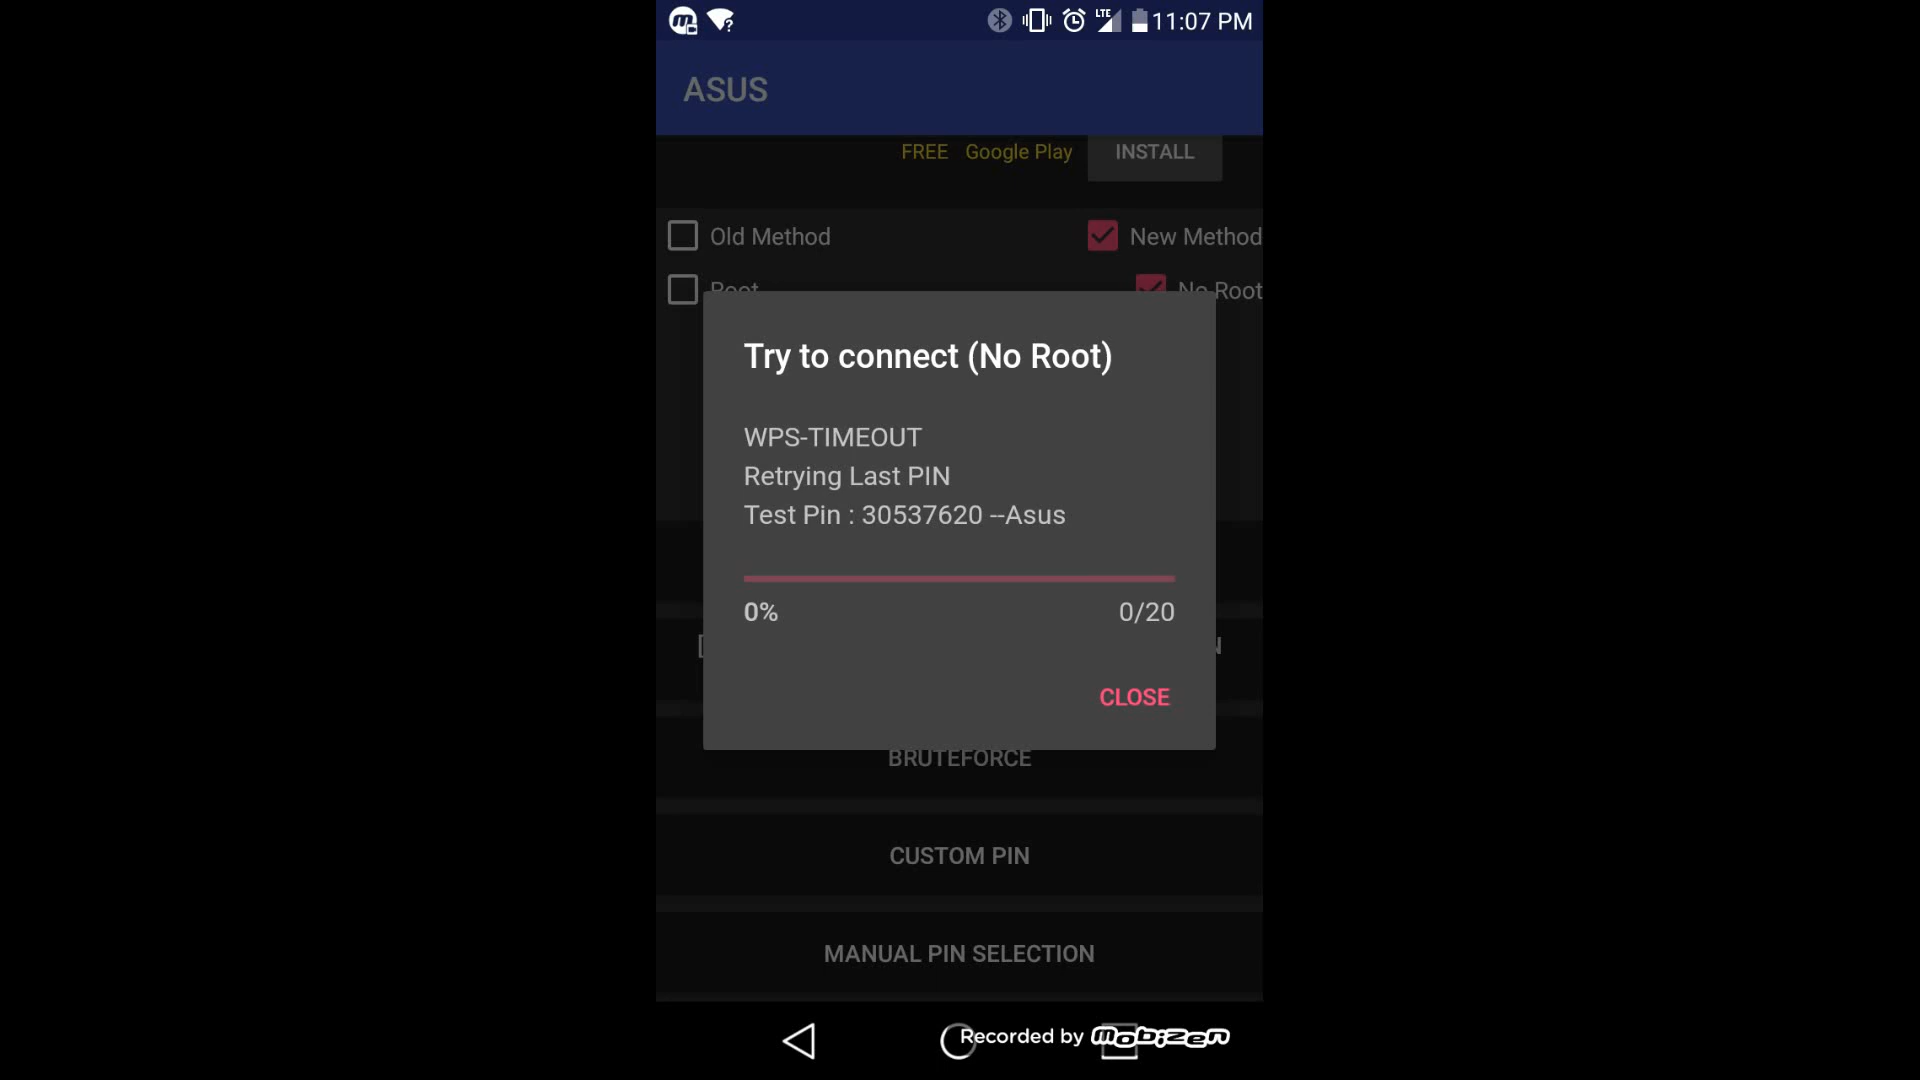 LTE 11:07 PM
ASUS
FREE Google Play INSTALL
Old Method New Method
Root No Root
Try to connect (No Root)
WPS-TIMEOUT
Retrying Last PIN
Test Pin : 30537620 --Asus
0% 0/20
CLOSE
BRUTEFORCE
CUSTOM PIN
MANUAL PIN SELECTION
Recorded by mobizen